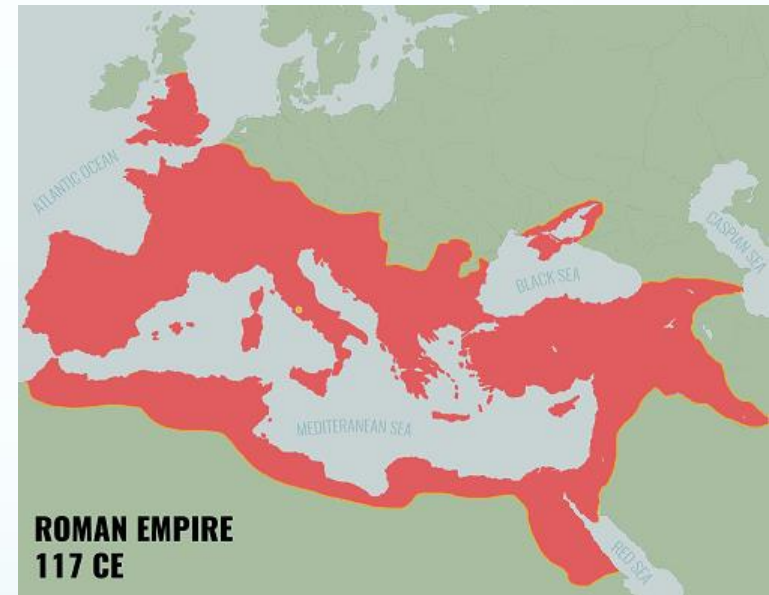 ATLANTIC OCEAN
CASPIAN SEA
BLACK SEA
MEDITERANEAN SEA
ROMAN EMPIRE
117 CE
RED SEA